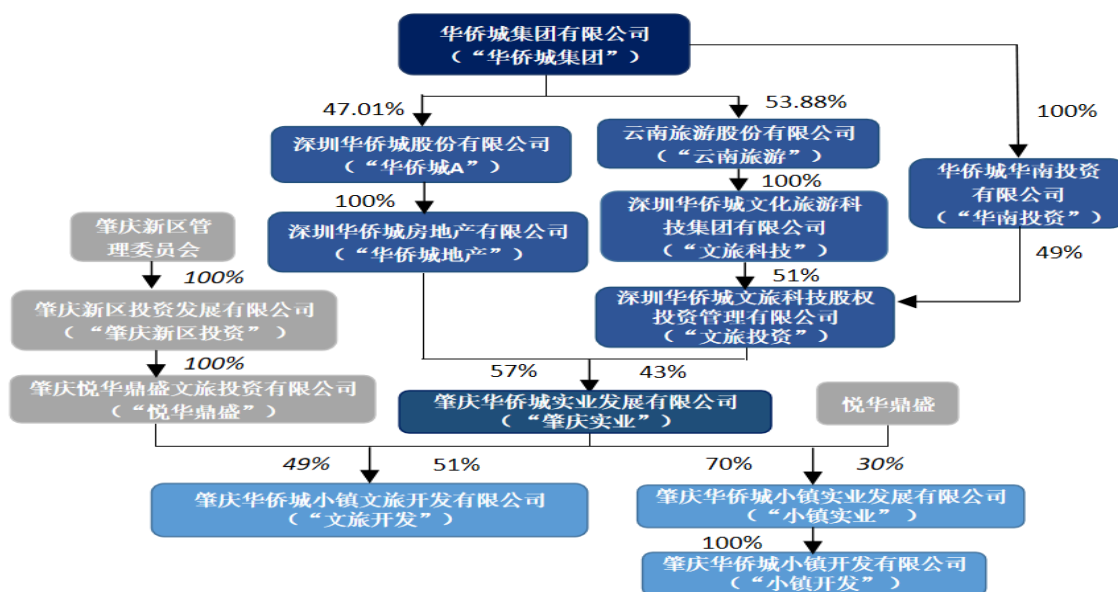 华侨城集团有限公司
（“华侨城集团”）
47.01%
53.88%
100%
深圳华侨城股份有限公司
（“华侨城A”）
云南旅游股份有限公司
（“云南旅游”）
华侨城华南投资
有限公司
（“华南投资”）
100%
100%
肇庆新区管
理委员会
深圳华侨城房地产有限公司
（“华侨城地产”）
深圳华侨城文化旅游科
技集团有限公司
（“文旅科技”）
49%
100%
51%
肇庆新区投资发展有限公司
（“肇庆新区投资”）
深圳华侨城文旅科技股权
投资管理有限公司
（“文旅投资”）
100%
57%
43%
肇庆悦华鼎盛文旅投资有限公司
（“悦华鼎盛”）
肇庆华侨城实业发展有限公司
（“肇庆实业”）
悦华鼎盛
49%
51%
70%
30%
肇庆华侨城小镇文旅开发有限公司
（“文旅开发”）
肇庆华侨城小镇实业发展有限公司
（“小镇实业”）
100%
肇庆华侨城小镇开发有限公司
（“小镇开发”）